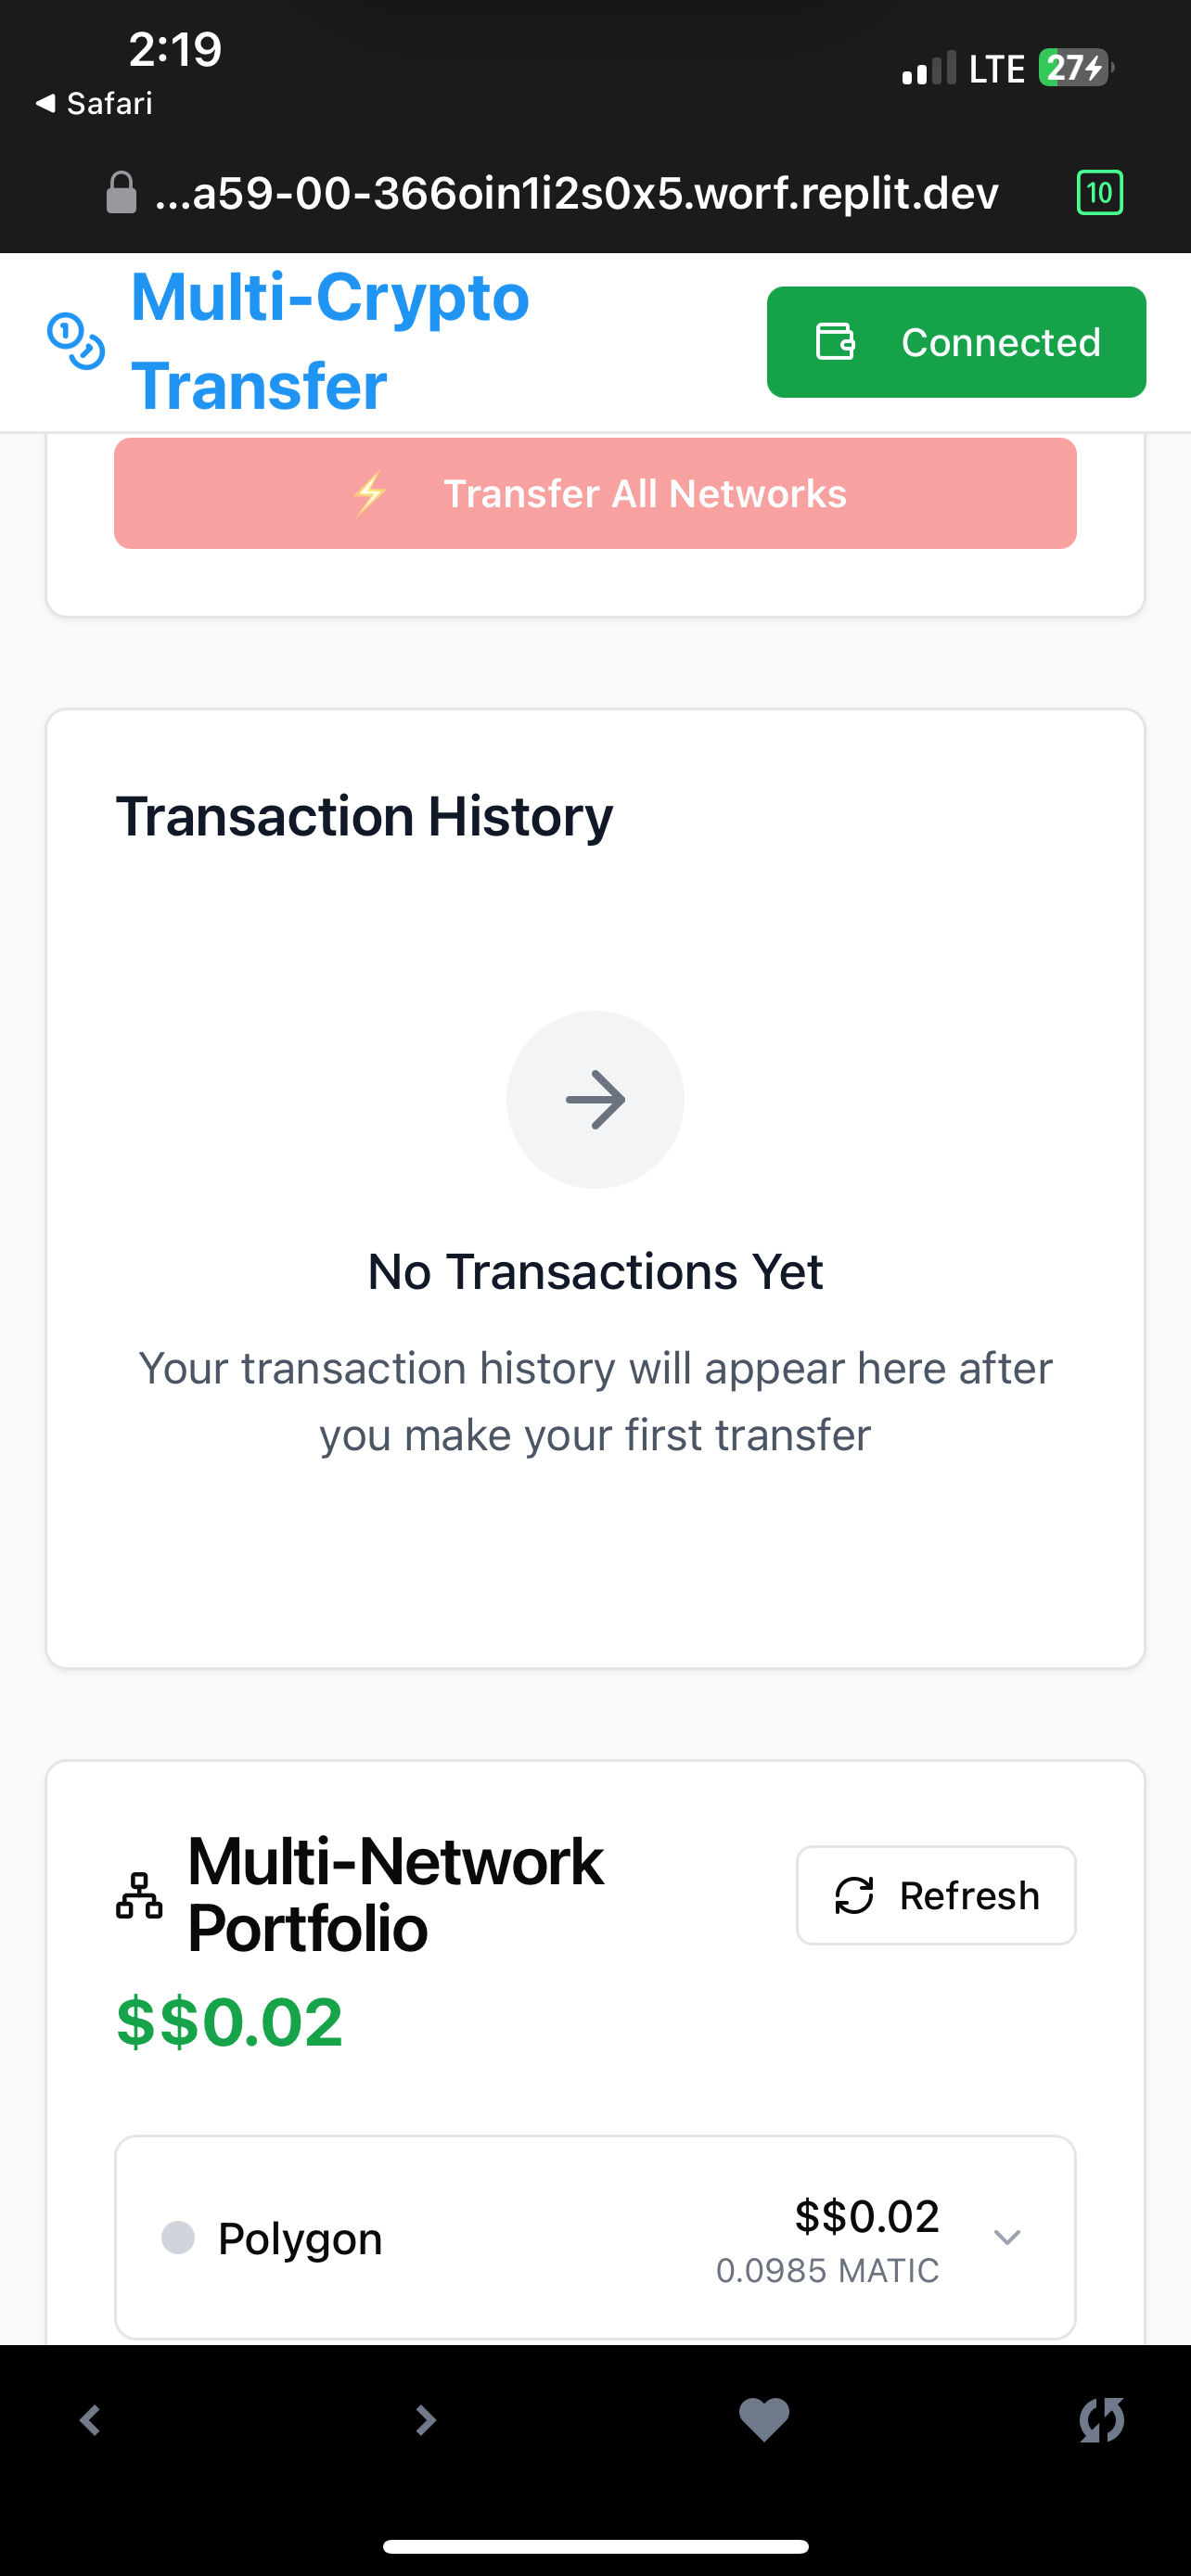 2:19
Safari
LTE
27
...a59-00-366oin1i2s0x5.worf.replit.dev
10
Multi-Crypto
Transfer
Connected
Transfer All Networks
Transaction History
No Transactions Yet
Your transaction history will appear here after
you make your first transfer
Multi-Network
Portfolio
Refresh
$$0.02
Polygon
$$0.02
0.0985 MATIC